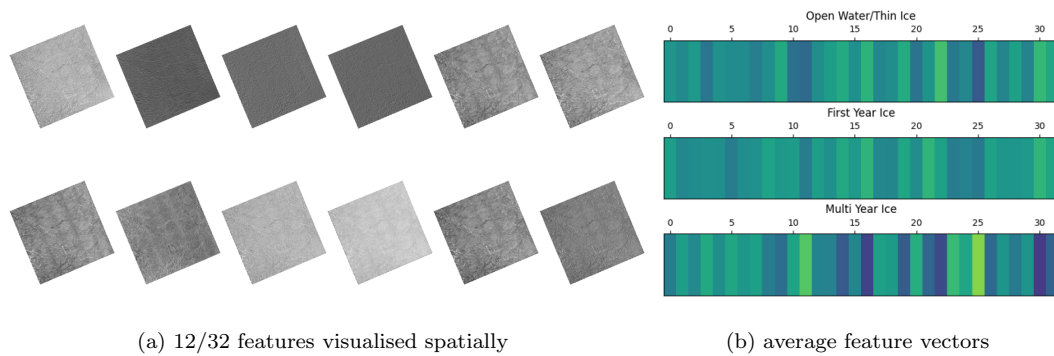 Open Water/Thin Ice
0 5 10 15 20 25 30
First Year Ice
0 5 10 15 20 25 30
Multi Year Ice
0 5 10 15 20 25 30
(a) 12/32 features visualised spatially
(b) average feature vectors